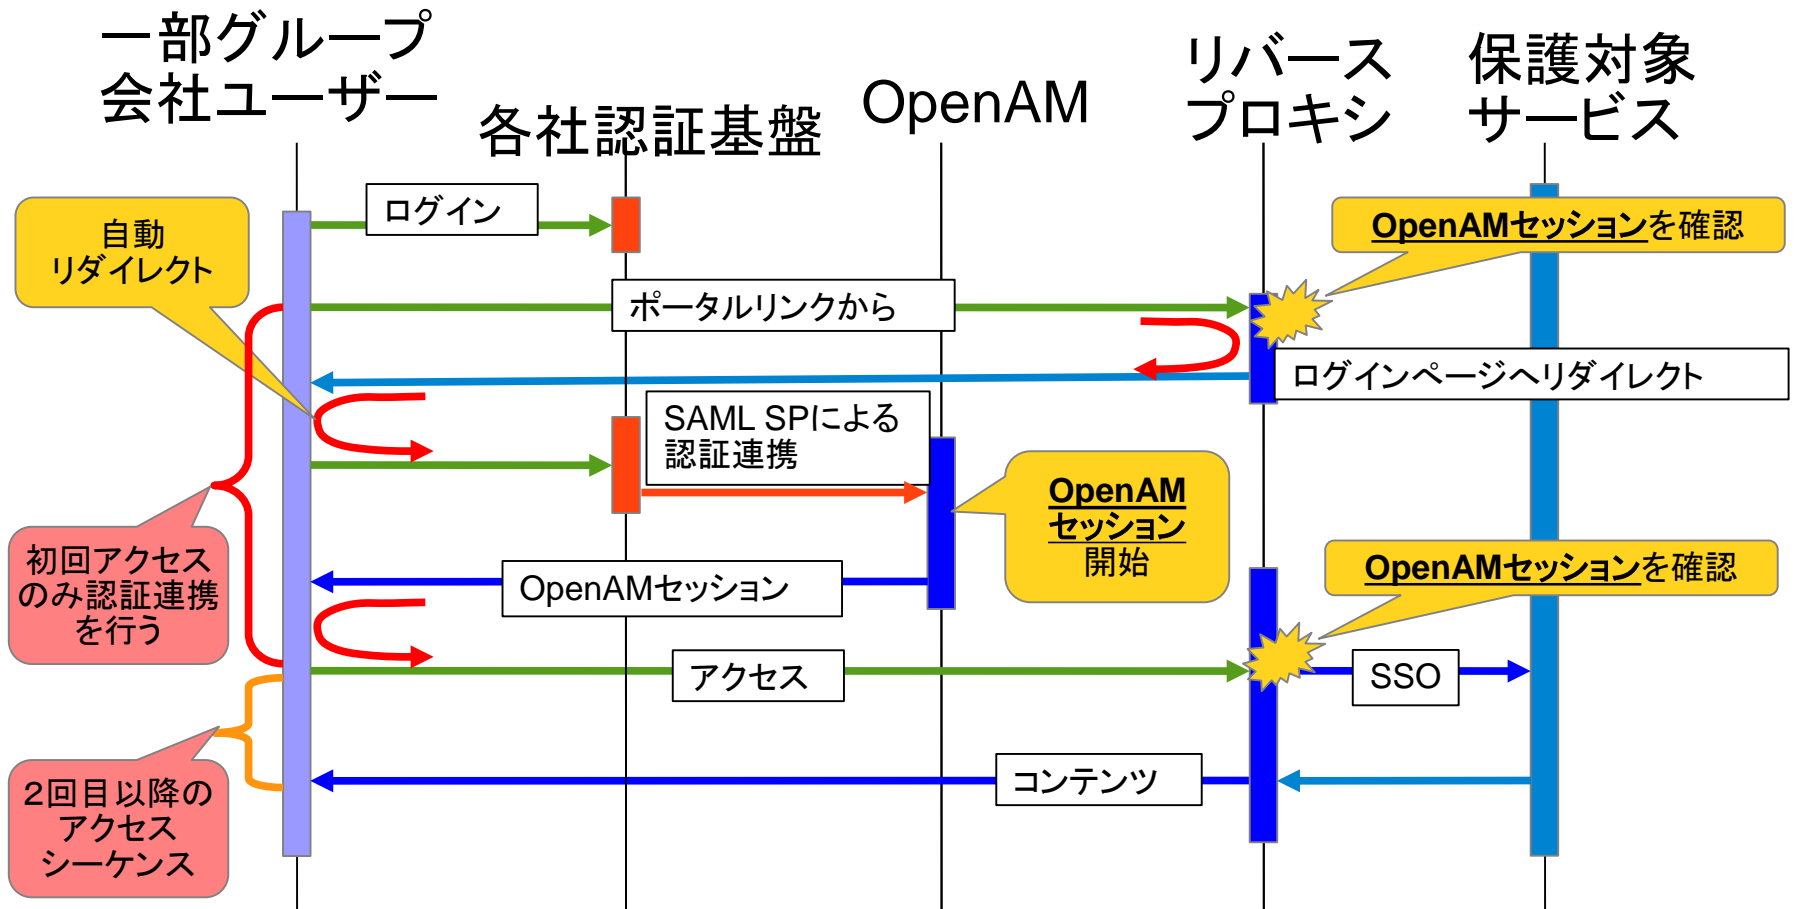 一部グループ
会社ユーザー
各社認証基盤
OpenAM
リバース
プロキシ
保護対象
サービス
ログイン
自動
リダイレクト
OpenAMセッションを確認
ポータルリンクから
ログインページへリダイレクト
SAML SPによる
認証連携
OpenAM
セッション
開始
初回アクセス
のみ認証連携
を行う
OpenAMセッション
OpenAMセッションを確認
アクセス
SSO
コンテンツ
2回目以降の
アクセス
シーケンス